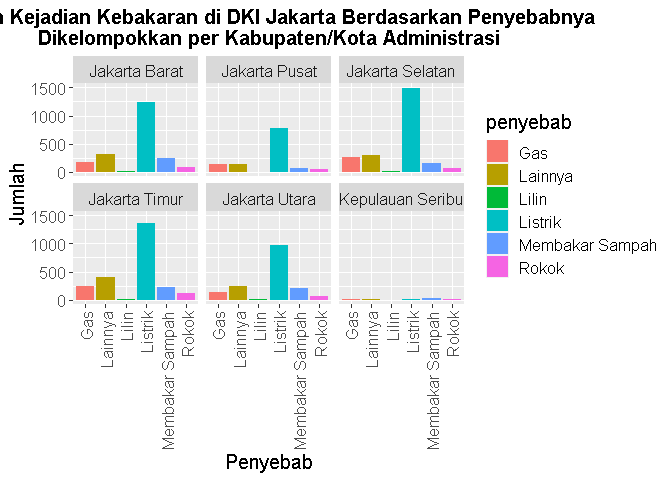 Kejadian Kebakaran di DKI Jakarta Berdasarkan Penyebabnya
Dikelompokkan per Kabupaten/Kota Administrasi
Jakarta Barat
Jakarta Pusat
Jakarta Selatan
1500
1000
500
0
Jakarta Timur
Jakarta Utara
Kepulauan Seribu
1500
1000
500
0
Jumlah
Gas
Lainnya
Lilin
Listrik
Membakar Sampah
Rokok
Gas
Lainnya
Lilin
Listrik
Membakar Sampah
Rokok
Gas
Lainnya
Lilin
Listrik
Membakar Sampah
Rokok
Penyebab
penyebab
Gas
Lainnya
Lilin
Listrik
Membakar Sampah
Rokok